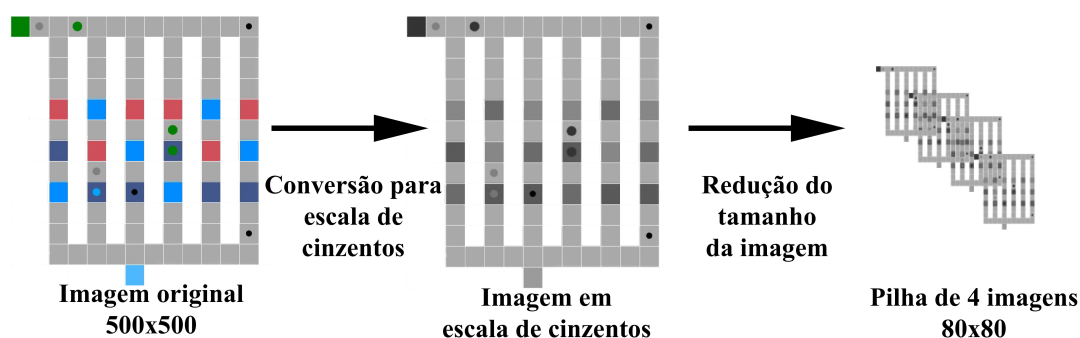 Conversão para
escala de
cinzentos
Redução do
tamanho
da imagem
Imagem original
500x500
Imagem em
escala de cinzentos
Pilha de 4 imagens
80x80